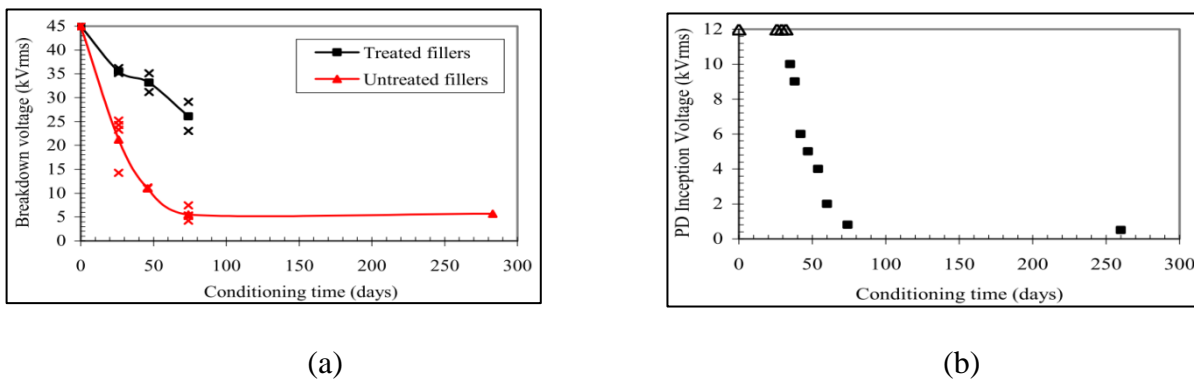 45
40
35
30
25
20
15
10
5
0
Breakdown voltage (kVrms)
Treated fillers
Untreated fillers
0 50 100 150 200 250 300
Conditioning time (days)
(a)
12
10
8
6
4
2
0
PD Inception Voltage (kVrms)
0 50 100 150 200 250 300
Conditioning time (days)
(b)